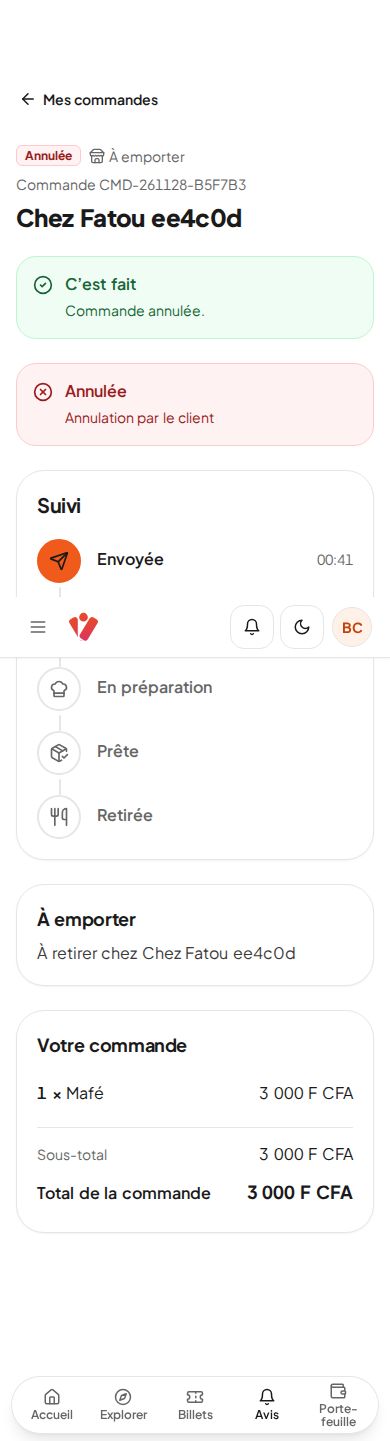 Mes commandes
Annulée À emporter
Commande CMD-261128-B5F7B3
Chez Fatou ee4c0d
C’est fait
Commande annulée.
Annulée
Annulation par le client
Suivi
Envoyée 00:41
BC
En préparation
Prête
Retirée
À emporter
À retirer chez Chez Fatou ee4c0d
Votre commande
1 × Mafé 3 000 F CFA
Sous-total 3 000 F CFA
Total de la commande 3 000 F CFA
Accueil Explorer Billets Avis Porte-
feuille